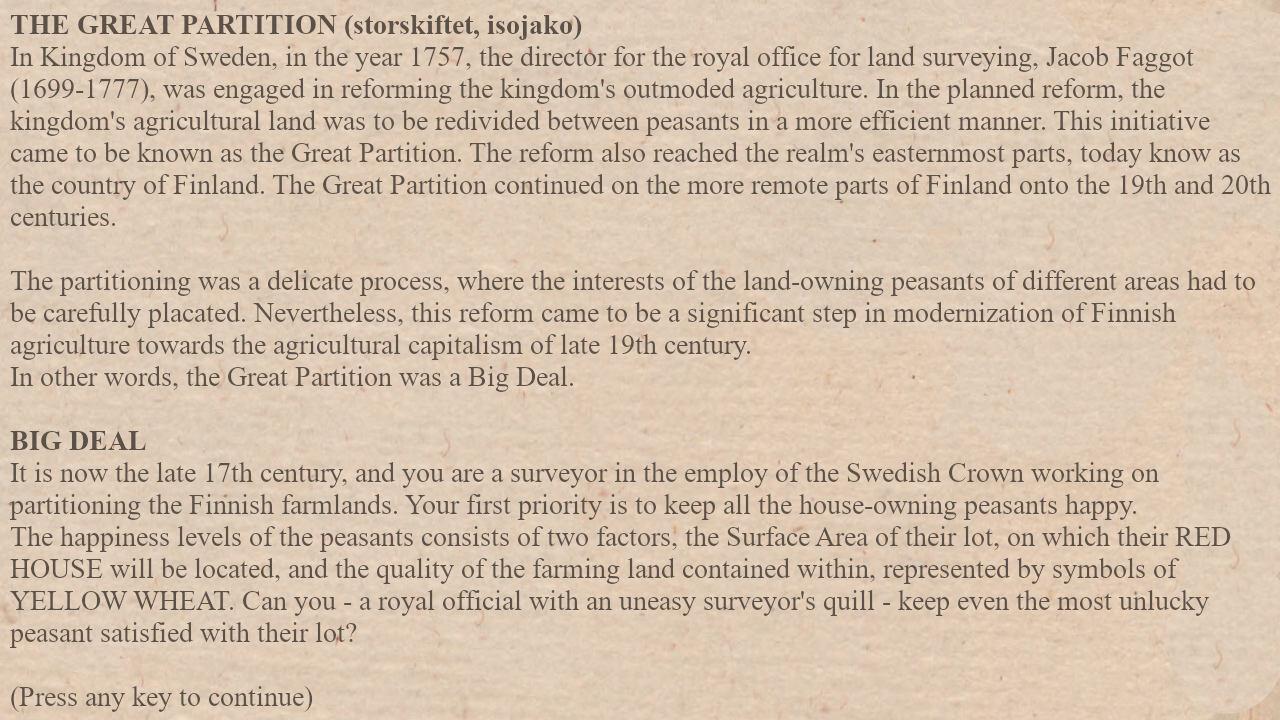 THE GREAT PARTITION (storskiftet, isojako)
In Kingdom of Sweden, in the year 1757, the director for the royal office for land surveying, Jacob Faggot
(1699-1777), was engaged in reforming the kingdom's outmoded agriculture. In the planned reform, the
kingdom's agricultural land was to be redivided between peasants in a more efficient manner. This initiative
came to be known as the Great Partition. The reform also reached the realm's easternmost parts, today know as
the country of Finland. The Great Partition continued on the more remote parts of Finland onto the 19th and 20th
centuries.

The partitioning was a delicate process, where the interests of the land-owning peasants of different areas had to
be carefully placated. Nevertheless, this reform came to be a significant step in modernization of Finnish
agriculture towards the agricultural capitalism of late 19th century.
In other words, the Great Partition was a Big Deal.

BIG DEAL
It is now the late 17th century, and you are a surveyor in the employ of the Swedish Crown working on
partitioning the Finnish farmlands. Your first priority is to keep all the house-owning peasants happy.
The happiness levels of the peasants consists of two factors, the Surface Area of their lot, on which their RED
HOUSE will be located, and the quality of the farming land contained within, represented by symbols of
YELLOW WHEAT. Can you - a royal official with an uneasy surveyor's quill - keep even the most unlucky
peasant satisfied with their lot?

(Press any key to continue)